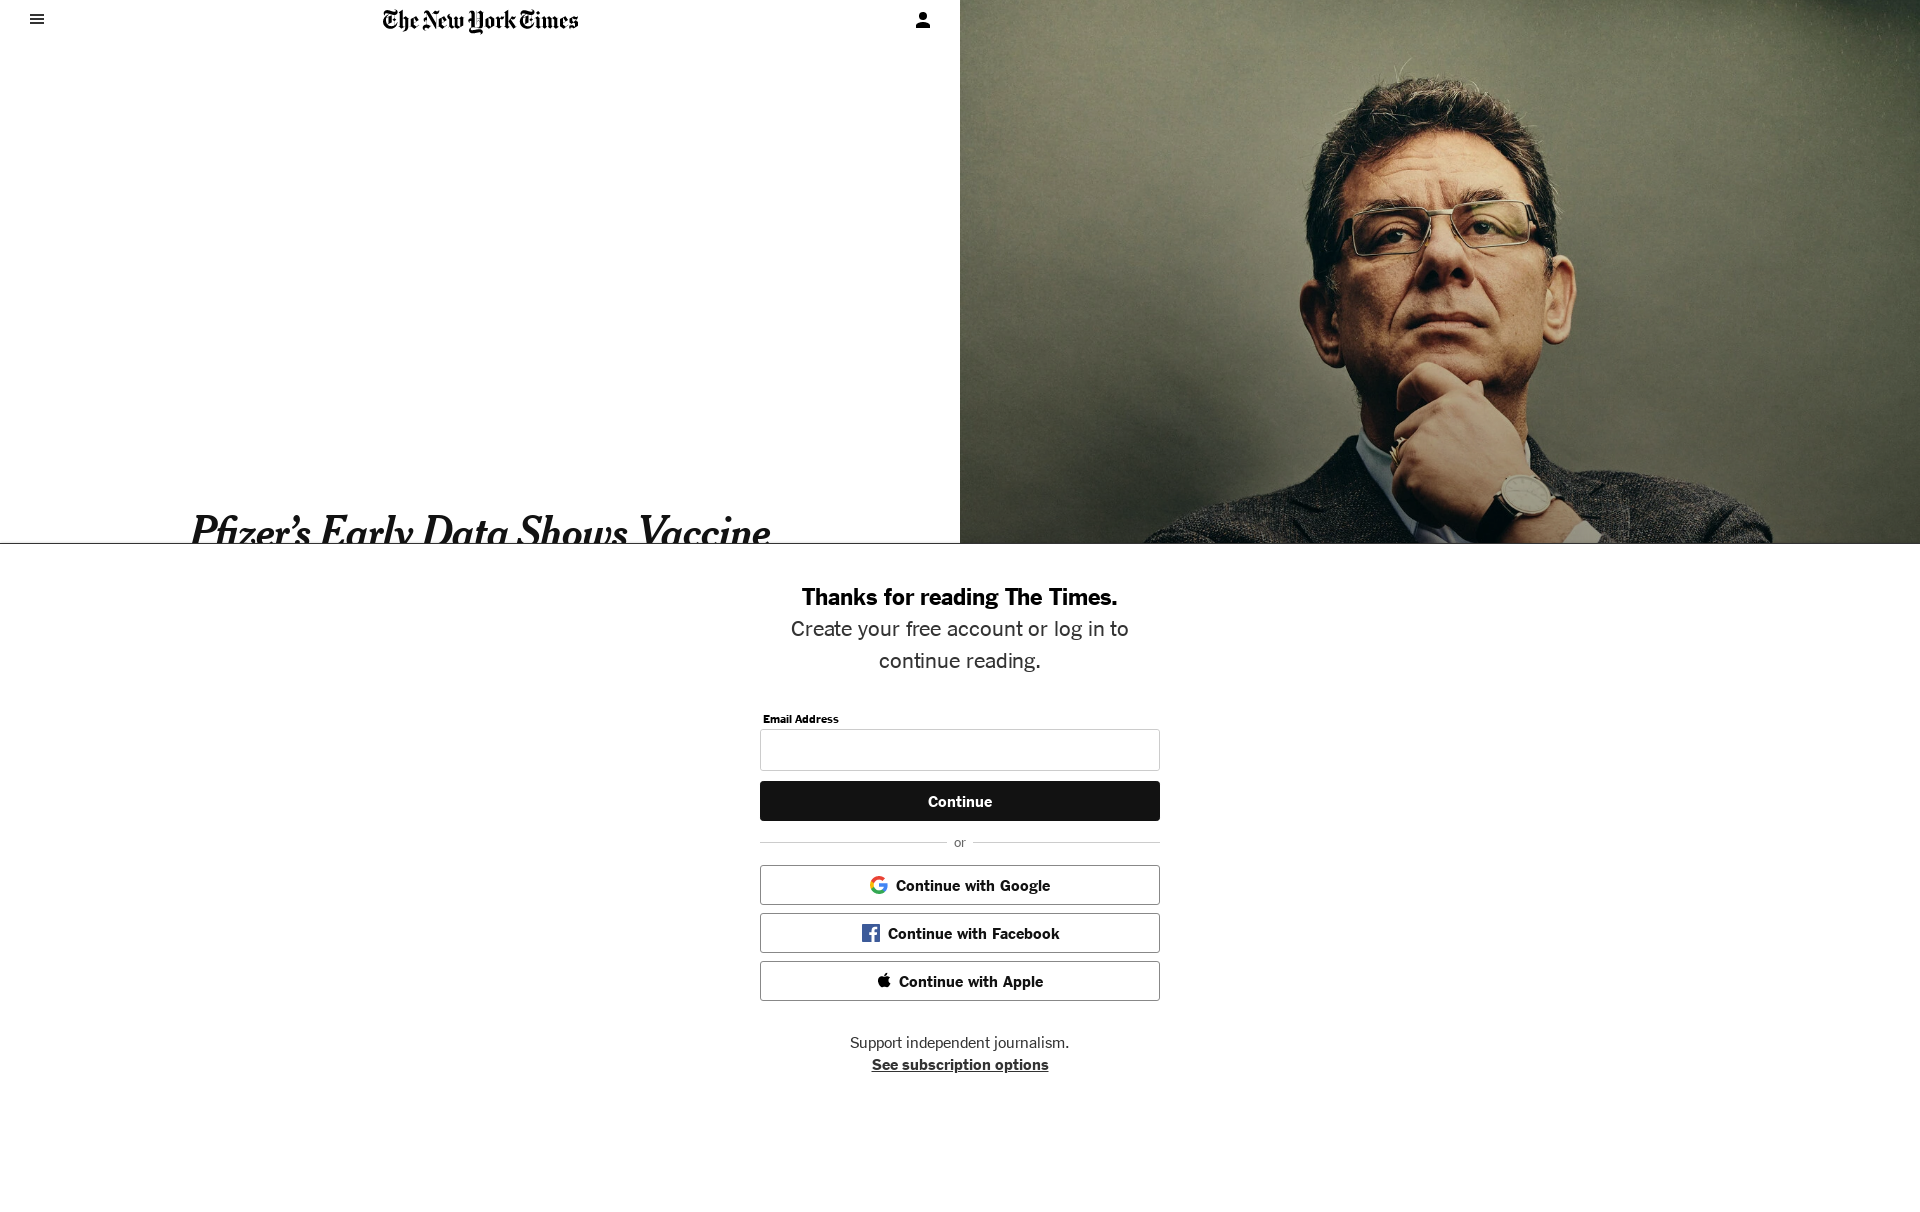 The New York Times
Pfizer’s Early Data Shows Vaccine
Thanks for reading The Times.
Create your free account or log in to
continue reading.
Email Address
Continue
or
Continue with Google
Continue with Facebook
Continue with Apple
Support independent journalism.
See subscription options